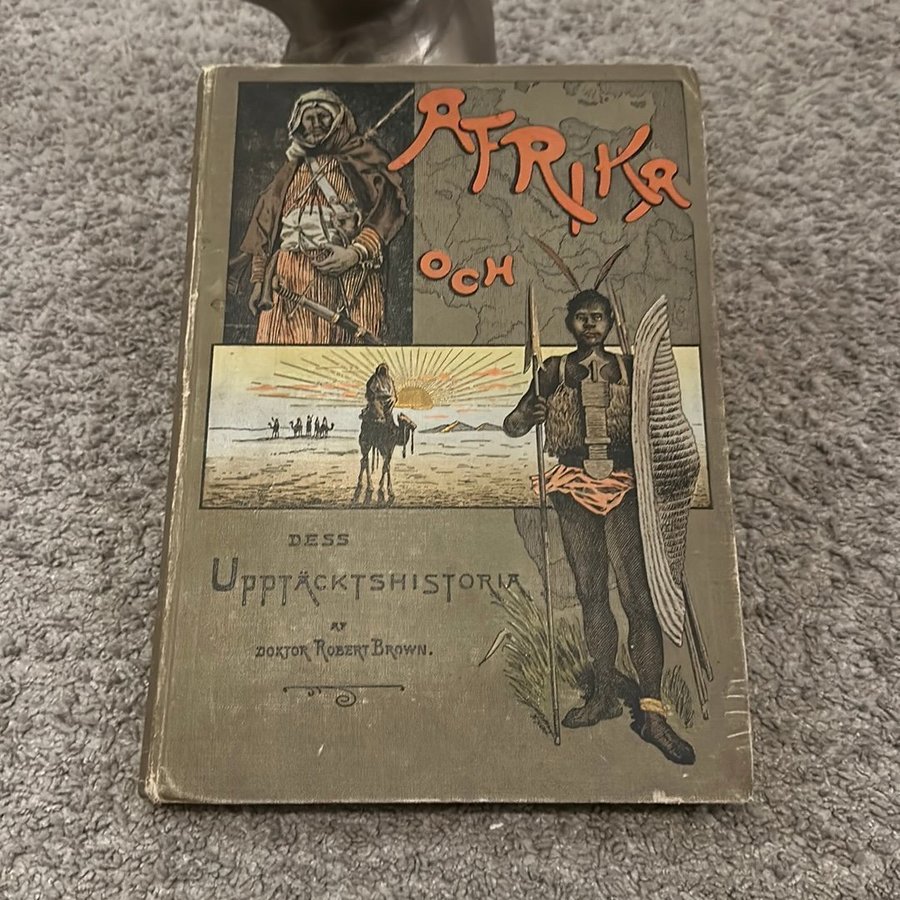 AFRIKA
OCH
DESS
UPPTÄCKTSHISTORIA
AF
DOKTOR ROBERT BROWN.